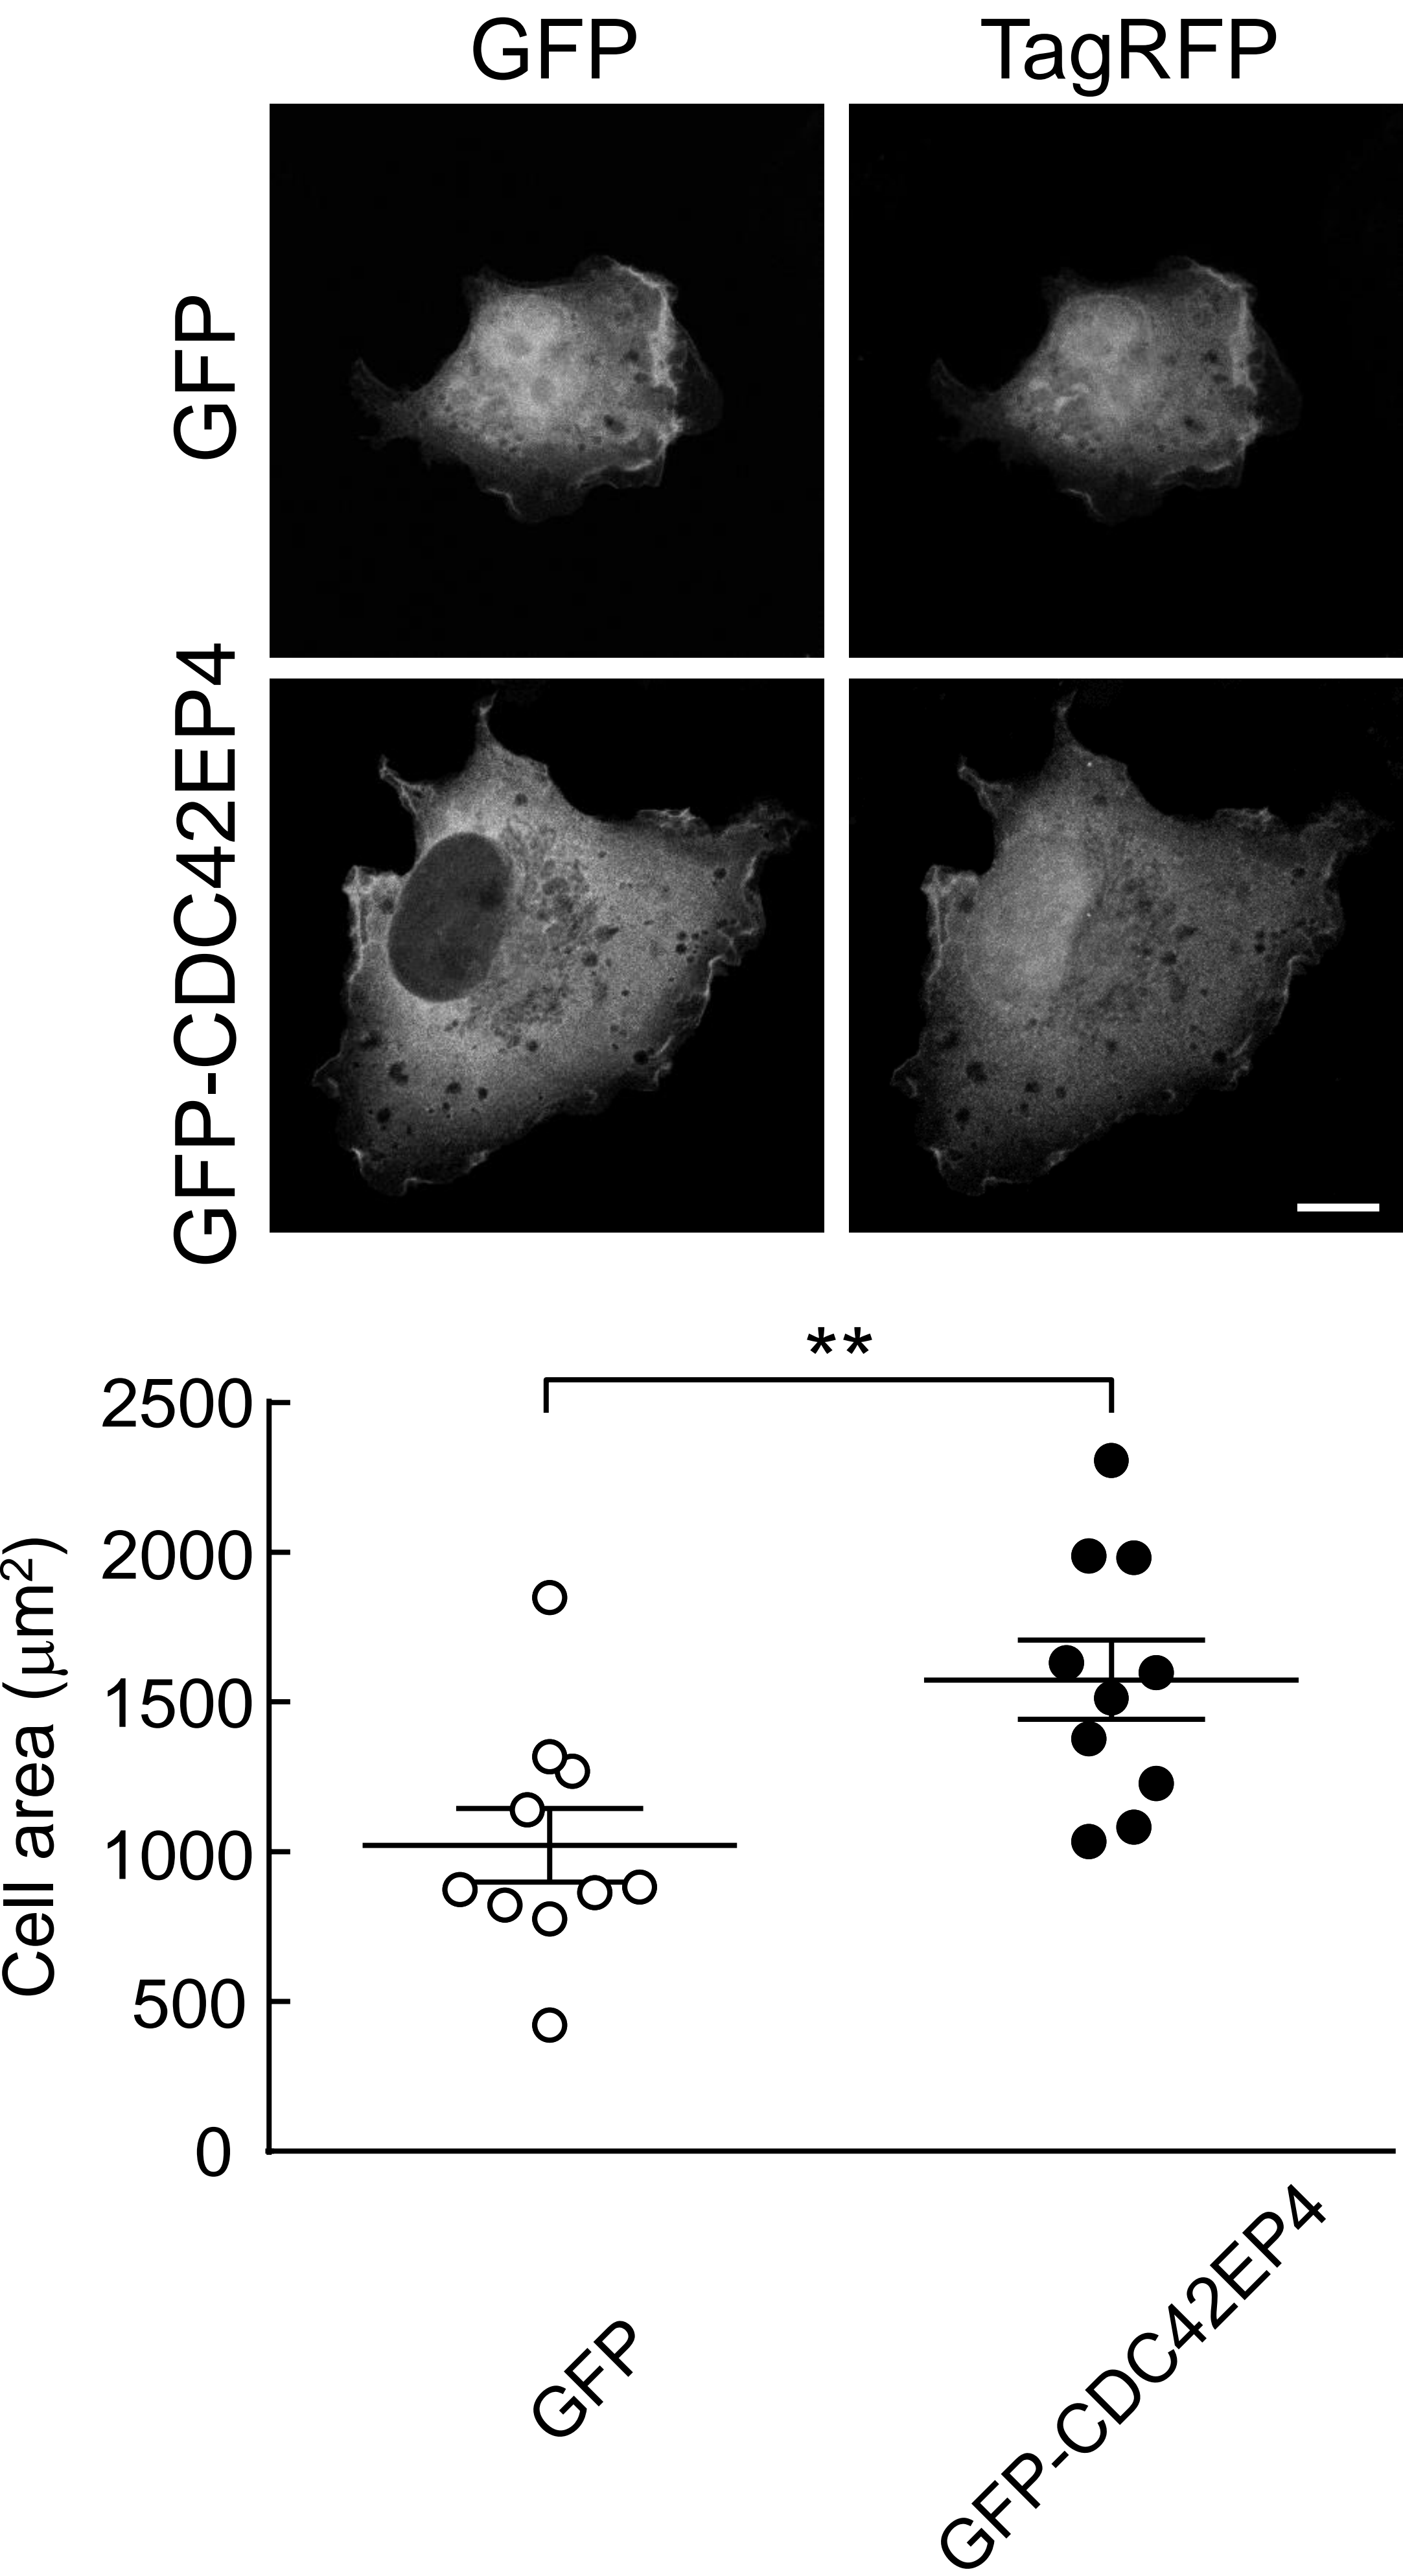 GFP
TagRFP
GFP
GFP-CDC42EP4
**
2500
2000
1500
1000
500
0
Cell area (μm²)
GFP
GFP-CDC42EP4